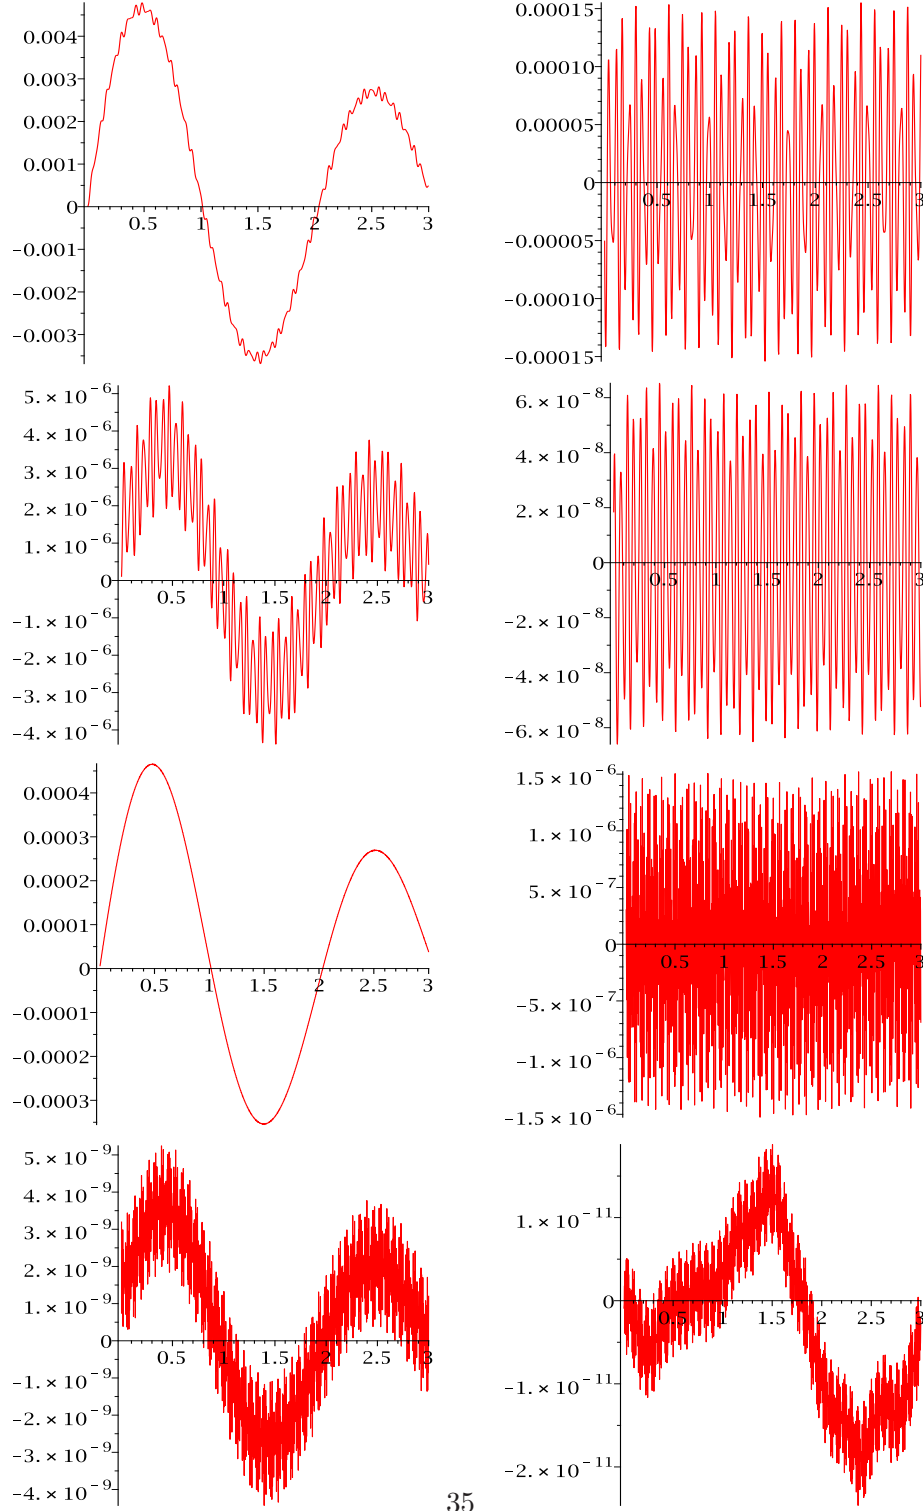 0.004
0.003
0.002
0.001
0
-0.001
-0.002
-0.003
0.5 1 1.5 2 2.5 3
0.00015
0.00010
0.00005
0
-0.00005
-0.00010
-0.00015
0.5 1 1.5 2 2.5 3
5. × 10⁻⁶
4. × 10⁻⁶
3. × 10⁻⁶
2. × 10⁻⁶
1. × 10⁻⁶
0
-1. × 10⁻⁶
-2. × 10⁻⁶
-3. × 10⁻⁶
-4. × 10⁻⁶
0.5 1 1.5 2 2.5 3
6. × 10⁻⁸
4. × 10⁻⁸
2. × 10⁻⁸
0
-2. × 10⁻⁸
-4. × 10⁻⁸
-6. × 10⁻⁸
0.5 1 1.5 2 2.5 3
0.0004
0.0003
0.0002
0.0001
0
-0.0001
-0.0002
-0.0003
0.5 1 1.5 2 2.5 3
1.5 × 10⁻⁶
1. × 10⁻⁶
5. × 10⁻⁷
0
-5. × 10⁻⁷
-1. × 10⁻⁶
-1.5 × 10⁻⁶
0.5 1 1.5 2 2.5 3
5. × 10⁻⁹
4. × 10⁻⁹
3. × 10⁻⁹
2. × 10⁻⁹
1. × 10⁻⁹
0
-1. × 10⁻⁹
-2. × 10⁻⁹
-3. × 10⁻⁹
-4. × 10⁻⁹
0.5 1 1.5 2 2.5 3
1. × 10⁻¹¹
0
-1. × 10⁻¹¹
-2. × 10⁻¹¹
0.5 1 1.5 2 2.5 3
35